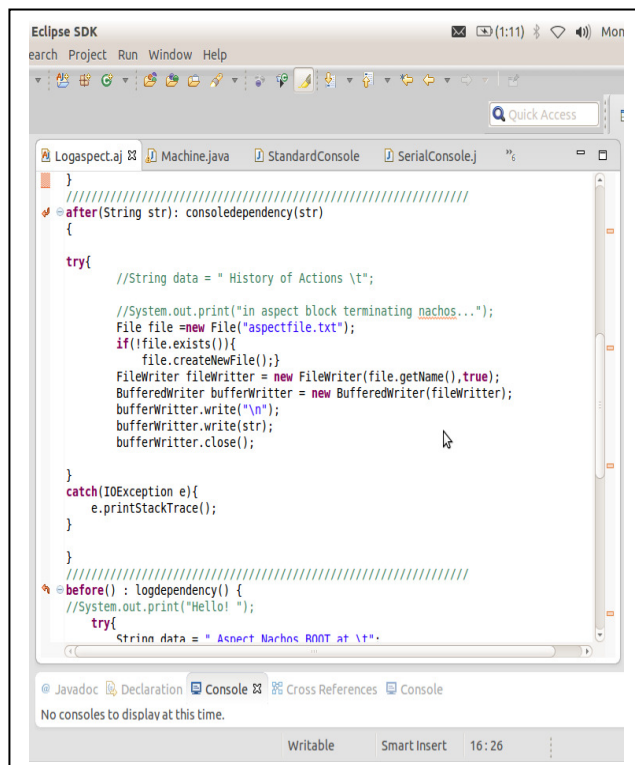 Eclipse SDK (1:11) Mon
earch Project Run Window Help
Quick Access
Logaspect.aj Machine.java StandardConsole SerialConsole.j »6
}
////////////////////////////////////////////////////////////////
after(String str): consoledependency(str)
{
try{
//String data = " History of Actions \t";
//System.out.print("in aspect block terminating nachos...");
File file =new File("aspectfile.txt");
if(!file.exists()){
file.createNewFile();}
FileWriter fileWritter = new FileWriter(file.getName(),true);
BufferedWriter bufferWritter = new BufferedWriter(fileWritter);
bufferWritter.write("\n");
bufferWritter.write(str);
bufferWritter.close();
}
catch(IOException e){
e.printStackTrace();
}
}
////////////////////////////////////////////////////////////////
before() : logdependency() {
//System.out.print("Hello! ");
try{
String data = " Aspect Nachos BOOT at \t";
@ Javadoc Declaration Console Cross References Console
No consoles to display at this time.
Writable Smart Insert 16:26